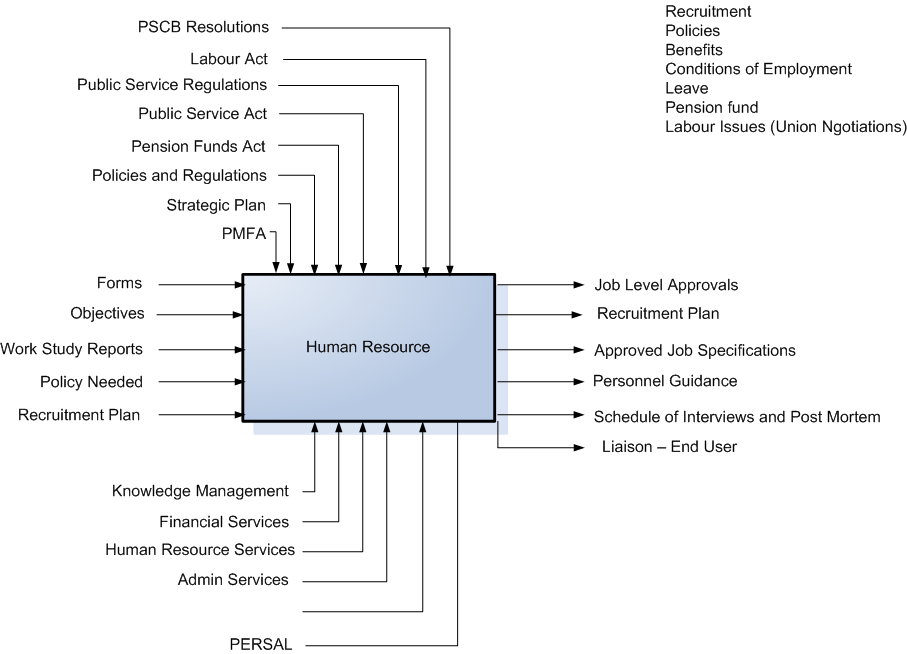 Recruitment
Policies
Benefits
Conditions of Employment
Leave
Pension fund
Labour Issues (Union Ngotiations)
PSCB Resolutions
Labour Act
Public Service Regulations
Public Service Act
Pension Funds Act
Policies and Regulations
Strategic Plan
PMFA
Forms
Objectives
Work Study Reports
Policy Needed
Recruitment Plan
Human Resource
Job Level Approvals
Recruitment Plan
Approved Job Specifications
Personnel Guidance
Schedule of Interviews and Post Mortem
Liaison – End User
Knowledge Management
Financial Services
Human Resource Services
Admin Services
PERSAL